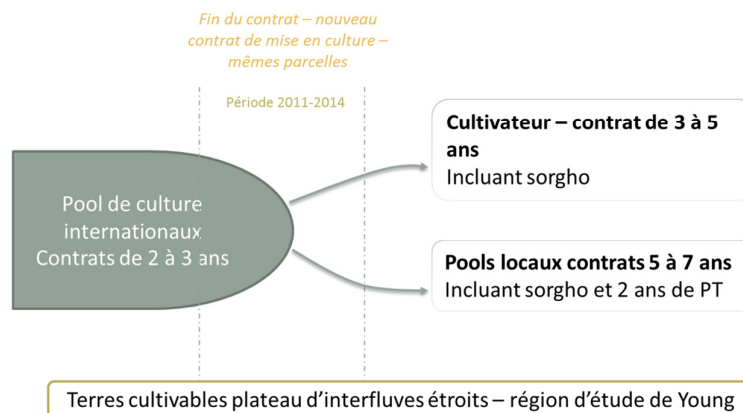 Fin du contrat – nouveau
contrat de mise en culture –
mêmes parcelles
Période 2011-2014
Pool de culture
internationaux
Contrats de 2 à 3 ans
Cultivateur – contrat de 3 à 5
ans
Incluant sorgho
Pools locaux contrats 5 à 7 ans
Incluant sorgho et 2 ans de PT
Terres cultivables plateau d'interfluves étroits – région d'étude de Young